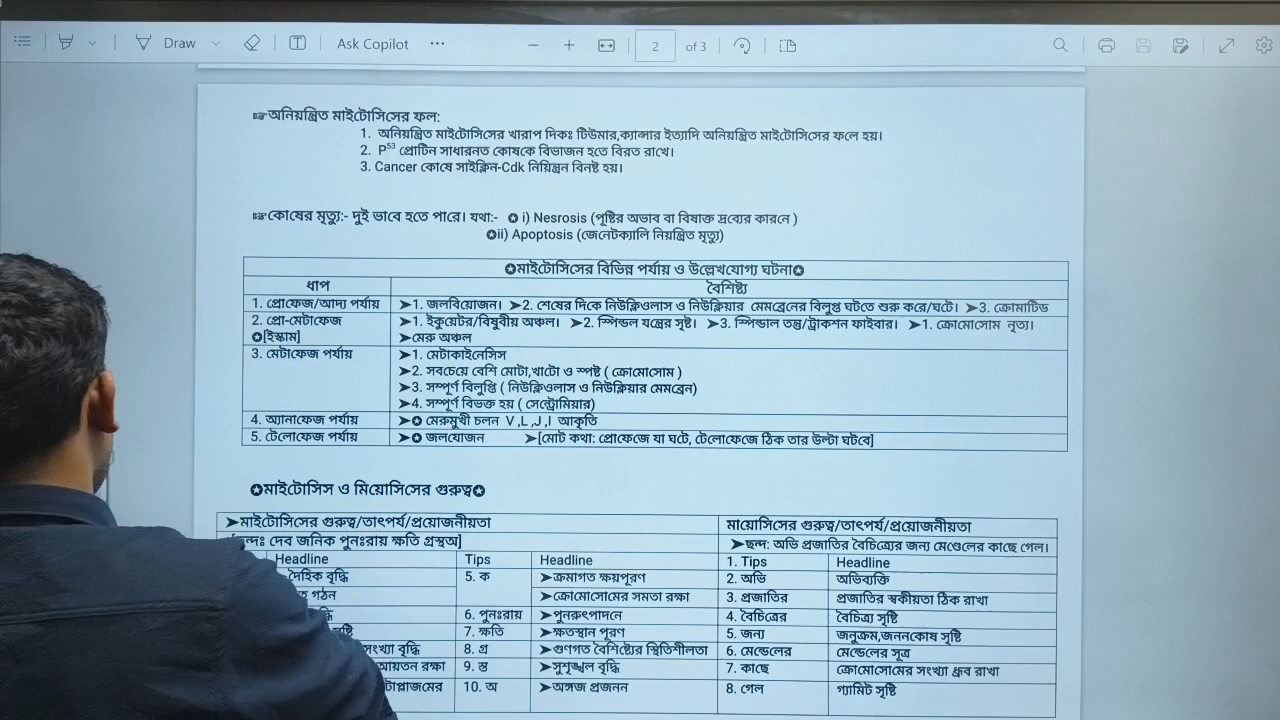 Draw
Ask Copilot
2 of 3
☞অনিয়ন্ত্রিত মাইটোসিসের ফল:
1. অনিয়ন্ত্রিত মাইটোসিসের খারাপ দিকঃ টিউমার,ক্যান্সার ইত্যাদি অনিয়ন্ত্রিত মাইটোসিসের ফলে হয়।
2. P53 প্রোটিন সাধারনত কোষকে বিভাজন হতে বিরত রাখে।
3. Cancer কোষে সাইক্লিন-Cdk নিয়িন্ত্রন বিনষ্ট হয়।
☞কোষের মৃত্যু:- দুই ভাবে হতে পারে। যথা:- ✪ i) Nesrosis (পুষ্টির অভাব বা বিষাক্ত দ্রব্যের কারনে )
✪ii) Apoptosis (জেনেটক্যালি নিয়ন্ত্রিত মৃত্যু)
✪মাইটোসিসের বিভিন্ন পর্যায় ও উল্লেখযোগ্য ঘটনা✪
ধাপ বৈশিষ্ট্য
1. প্রোফেজ/আদ্য পর্যায় ➤1. জলবিয়োজন। ➤2. শেষের দিকে নিউক্লিওলাস ও নিউক্লিয়ার মেমব্রেনের বিলুপ্ত ঘটতে শুরু করে/ঘটে। ➤3. ক্রোমাটিড
2. প্রো-মেটাফেজ ➤1. ইকুয়েটর/বিষুবীয় অঞ্চল। ➤2. স্পিন্ডল যন্ত্রের সৃষ্ট। ➤3. স্পিন্ডাল তন্তু/ট্রাকশন ফাইবার। ➤1. ক্রোমোসোম নৃত্য।
✪[ইস্কাম] ➤মেরু অঞ্চল
3. মেটাফেজ পর্যায় ➤1. মেটাকাইনেসিস
➤2. সবচেয়ে বেশি মোটা,খাটো ও স্পষ্ট ( ক্রোমোসোম )
➤3. সম্পূর্ণ বিলুপ্তি ( নিউক্লিওলাস ও নিউক্লিয়ার মেমব্রেন)
➤4. সম্পূর্ণ বিভক্ত হয় ( সেন্ট্রোমিয়ার)
4. অ্যানাফেজ পর্যায় ➤✪ মেরুমুখী চলন V,L,J,I আকৃতি
5. টেলোফেজ পর্যায় ➤✪ জলযোজন ➤[মোট কথা: প্রোফেজে যা ঘটে, টেলোফেজে ঠিক তার উল্টা ঘটবে]
✪মাইটোসিস ও মিয়োসিসের গুরুত্ব✪
➤মাইটোসিসের গুরুত্ব/তাৎপর্য/প্রয়োজনীয়তা মায়োসিসের গুরুত্ব/তাৎপর্য/প্রয়োজনীয়তা
দেব জনিক পুনঃরায় ক্ষতি গ্রস্থঅ] ➤ছন্দ: অভি প্রজাতির বৈচিত্র্যের জন্য মেণ্ডেলের কাছে গেল।
Headline Tips Headline 1. Tips Headline
দৈহিক বৃদ্ধি 5. ক ➤ক্রমাগত ক্ষয়পূরণ 2. অভি অভিব্যক্তি
গঠন ➤ক্রোমোসোমের সমতা রক্ষা 3. প্রজাতির প্রজাতির স্বকীয়তা ঠিক রাখা
6. পুনঃরায় ➤পুনরুৎপাদনে 4. বৈচিত্রের বৈচিত্র্য সৃষ্টি
7. ক্ষতি ➤ক্ষতস্থান পূরণ 5. জন্য জনুক্রম,জননকোষ সৃষ্টি
সংখ্যা বৃদ্ধি 8. গ্র ➤গুণগত বৈশিষ্ট্যের স্থিতিশীলতা 6. মেন্ডেলের মেন্ডেলের সূত্র
আয়তন রক্ষা 9. স্ত ➤সুশৃঙ্খল বৃদ্ধি 7. কাছে ক্রোমোসোমের সংখ্যা ধ্রুব রাখা
10. অ ➤অঙ্গজ প্রজনন 8. গেল গ্যামিট সৃষ্টি